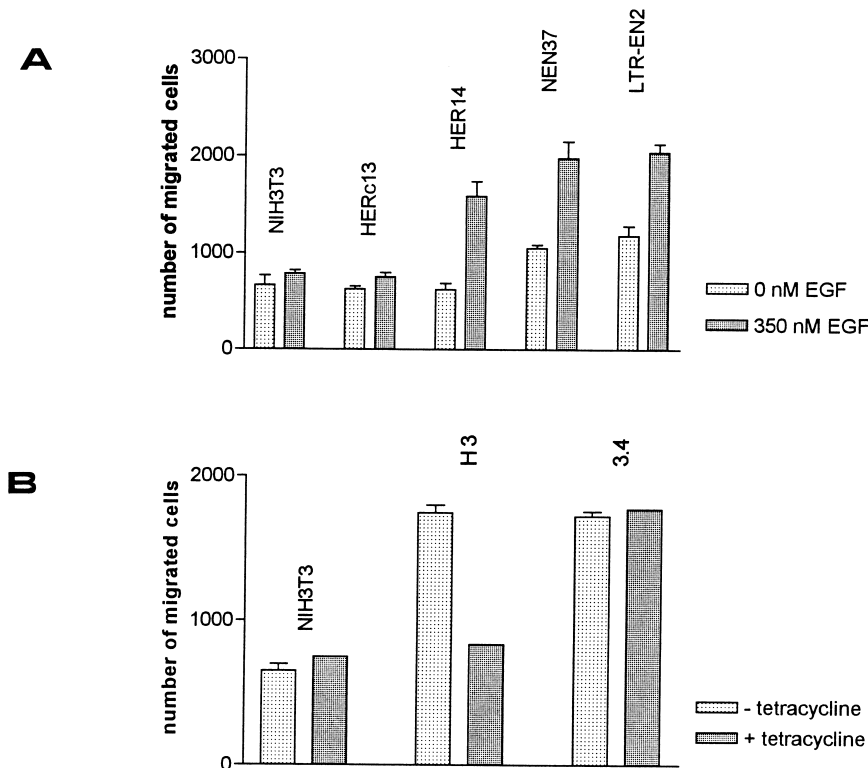 A
number of migrated cells
3000
2000
1000
0
NIH3T3
HERc13
HER14
NEN37
LTR-EN2
0 nM EGF
350 nM EGF
B
number of migrated cells
2000
1000
0
NIH3T3
H3
3.4
- tetracycline
+ tetracycline